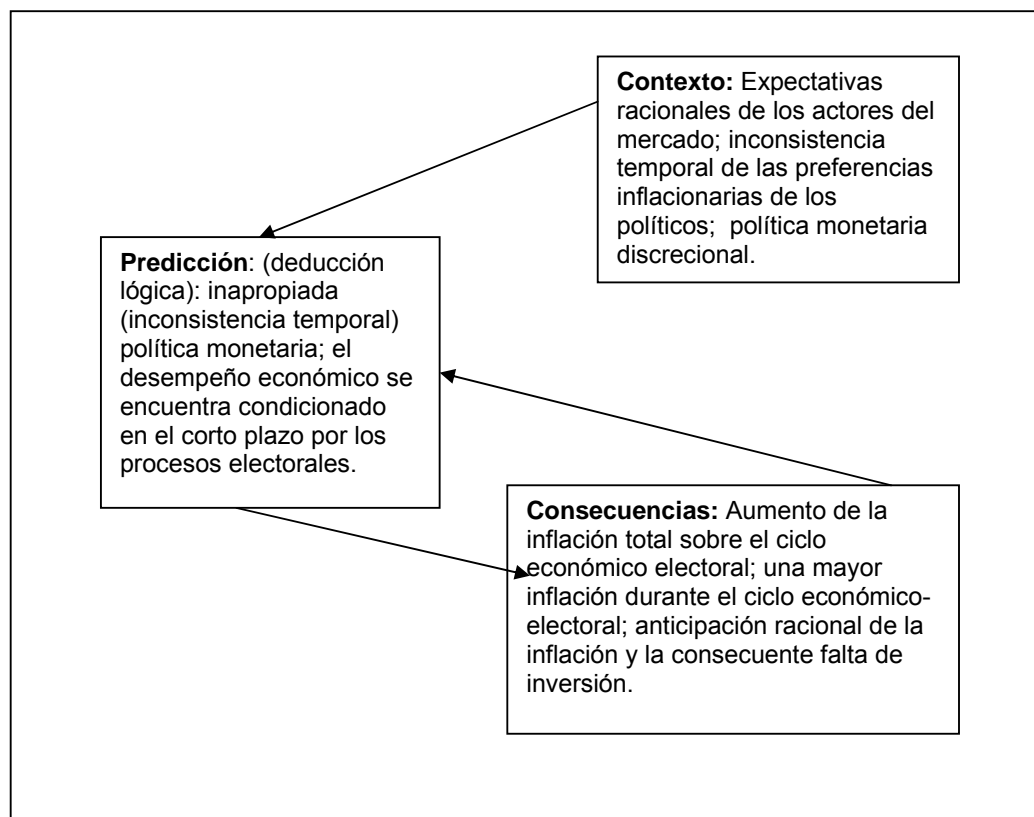 Contexto: Expectativas
racionales de los actores del
mercado; inconsistencia
temporal de las preferencias
inflacionarias de los
políticos; política monetaria
discrecional.
Predicción: (deducción
lógica): inapropiada
(inconsistencia temporal)
política monetaria; el
desempeño económico se
encuentra condicionado
en el corto plazo por los
procesos electorales.
Consecuencias: Aumento de la
inflación total sobre el ciclo
económico electoral; una mayor
inflación durante el ciclo económico-
electoral; anticipación racional de la
inflación y la consecuente falta de
inversión.